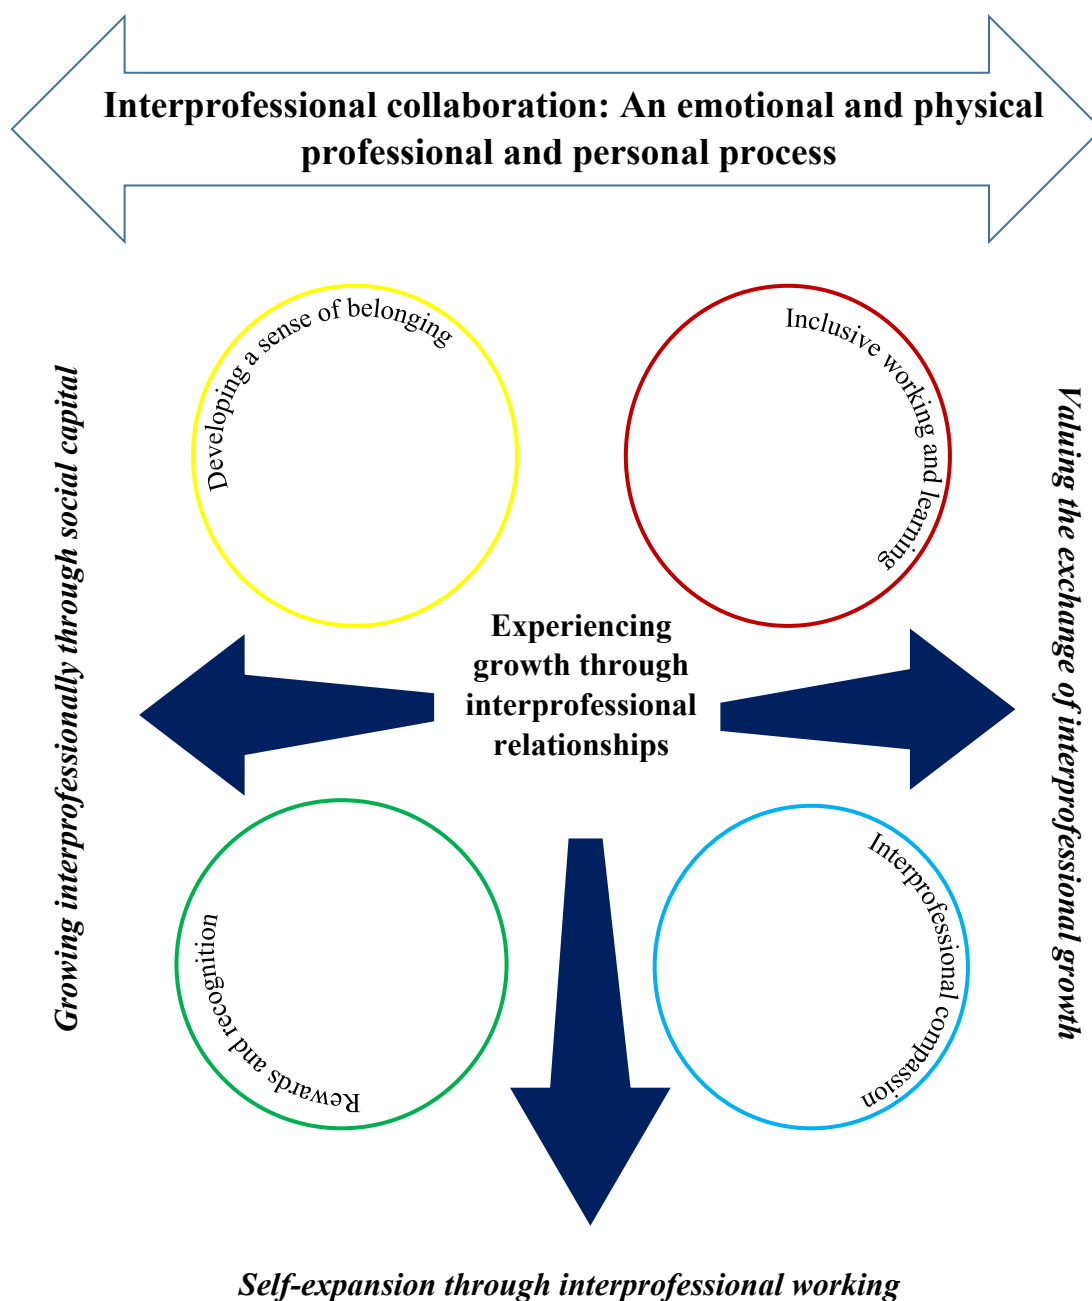 Interprofessional collaboration: An emotional and physical
professional and personal process
Developing a sense of belonging
Inclusive working and learning
Growing interprofessionally through social capital
Valuing the exchange of interprofessional growth
Experiencing
growth through
interprofessional
relationships
Rewards and recognition
Interprofessional compassion
Self-expansion through interprofessional working